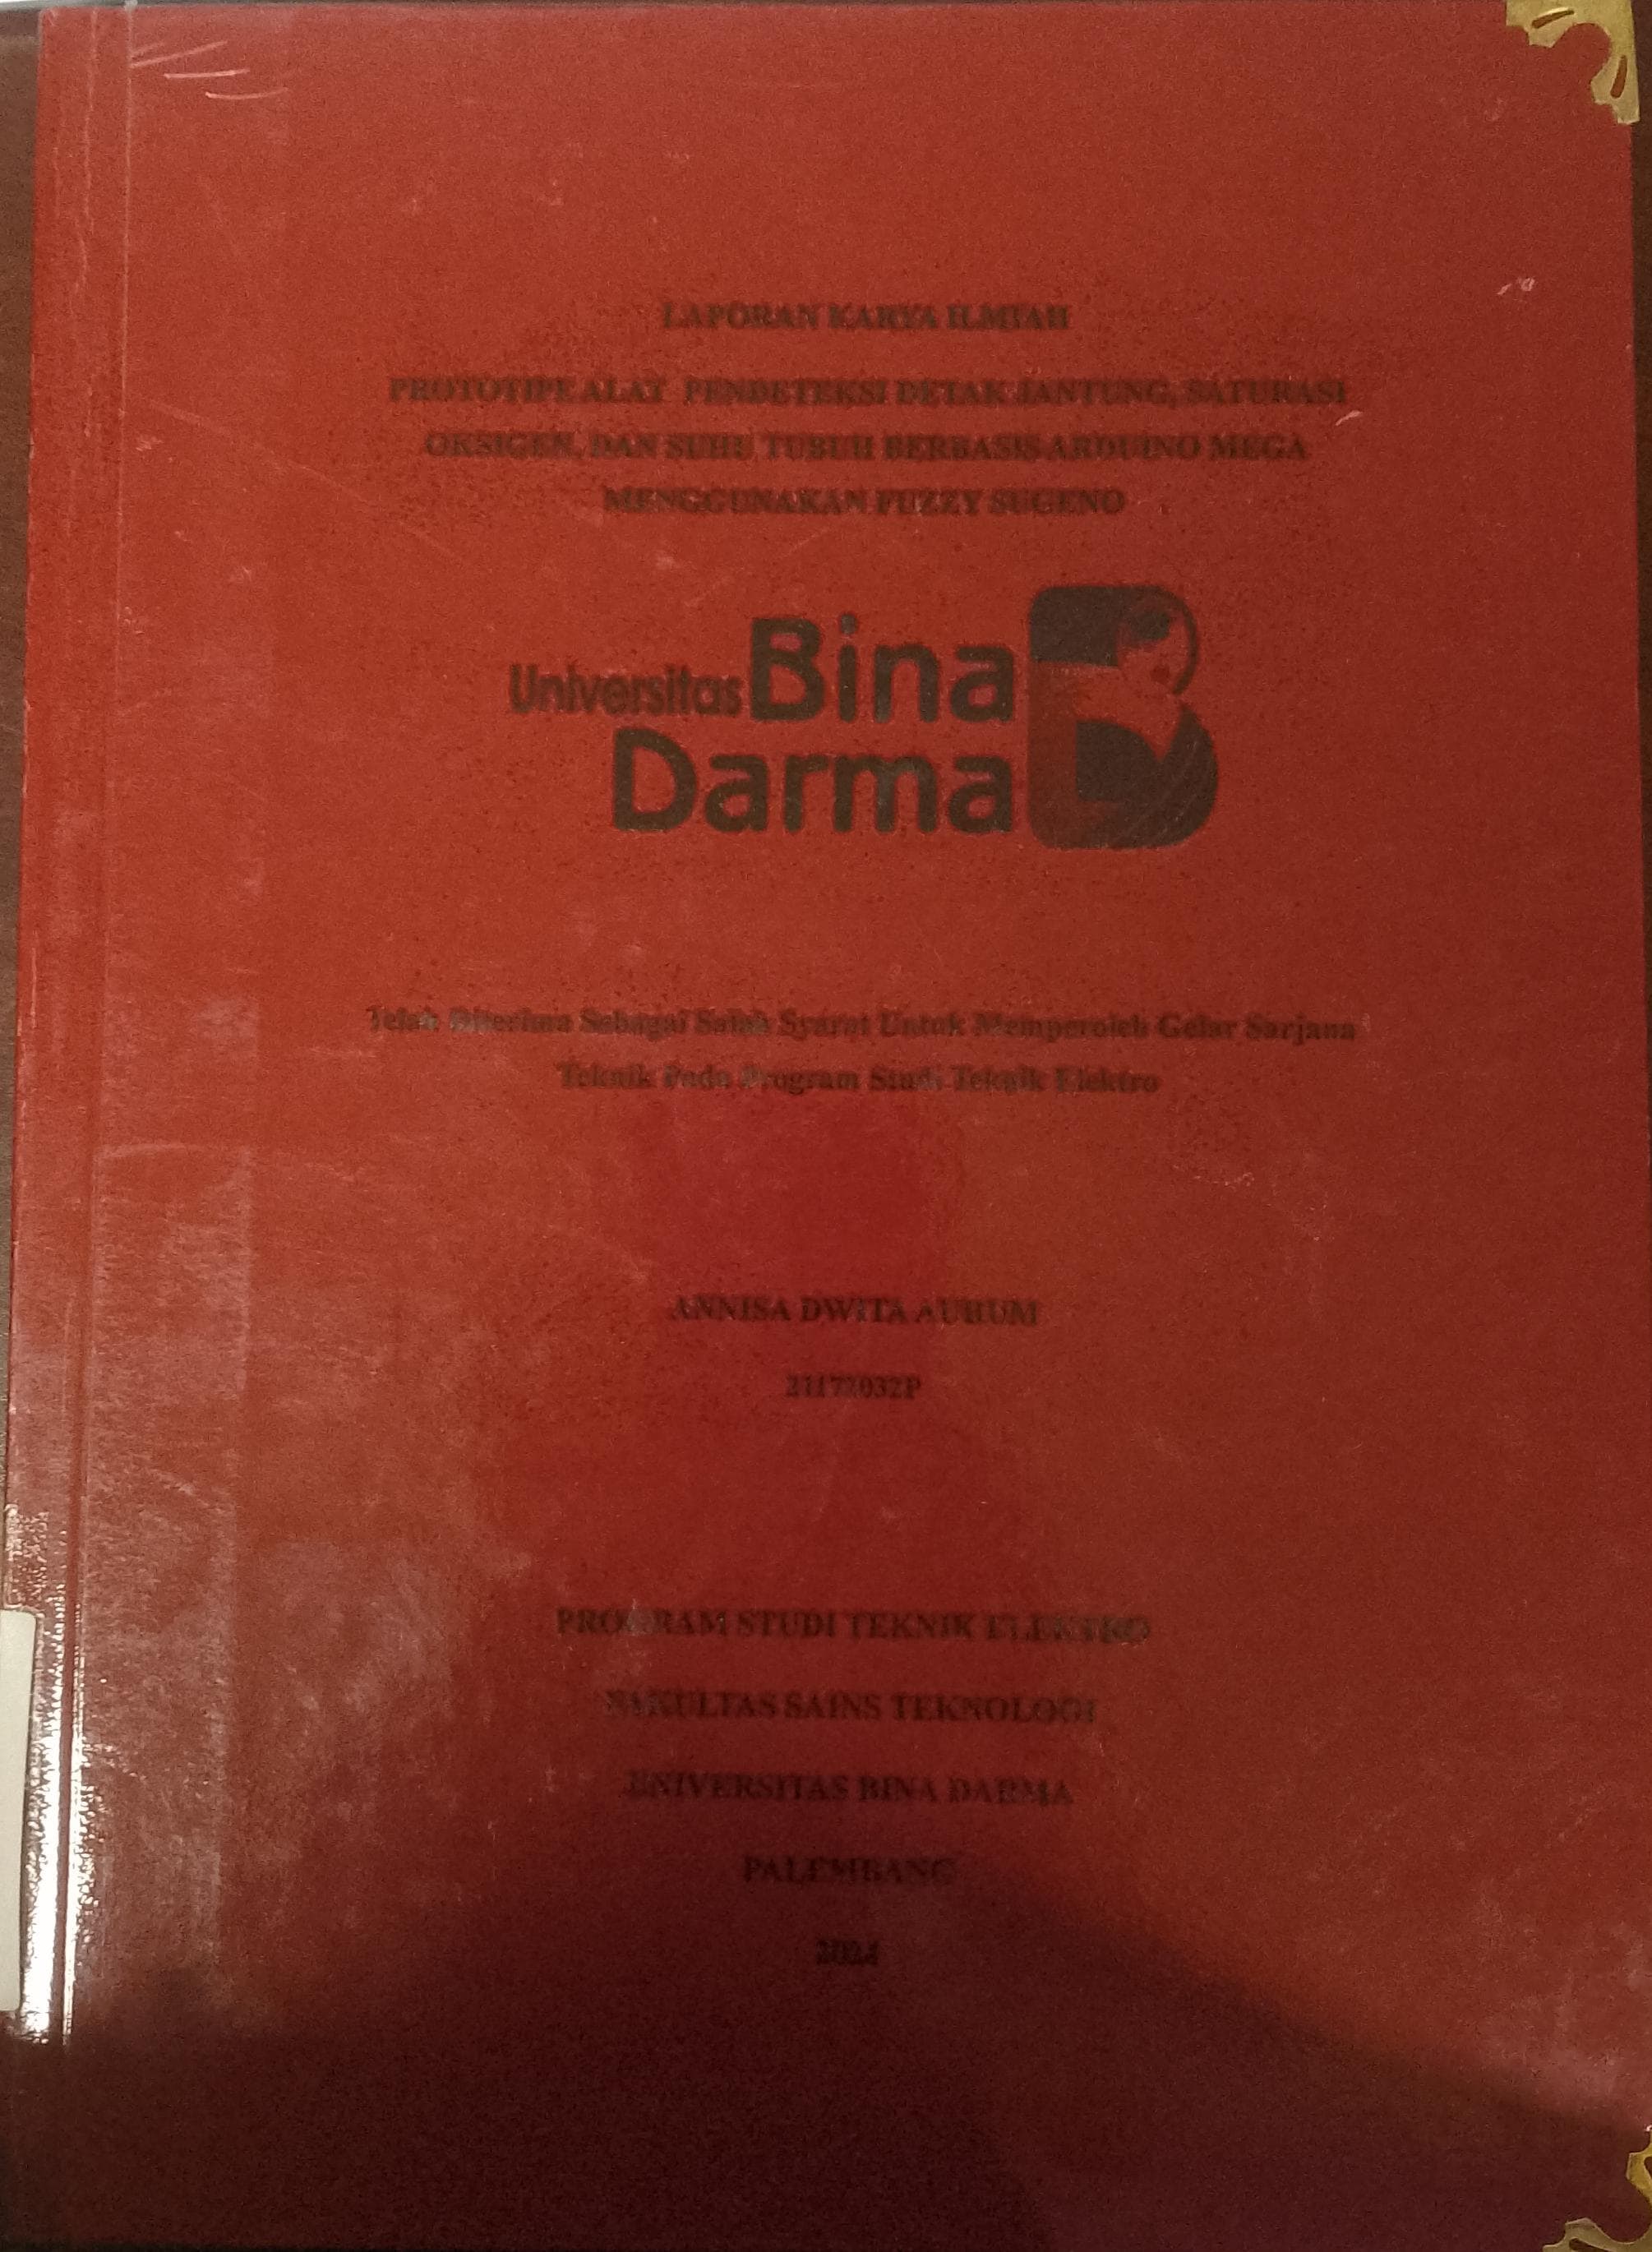 LAPORAN KARYA ILMIAH
PROTOTIPE ALAT PENDETEKSI DETAK JANTUNG, SATURASI
OKSIGEN, DAN SUHU TUBUH BERBASIS ARDUINO MEGA
MENGGUNAKAN FUZZY SUGENO
Universitas Bina
Darma
Telah Diterima Sebagai Salah Syarat Untuk Memperoleh Gelar Sarjana
Teknik Pada Program Studi Teknik Elektro
ANNISA DWITA AURUM
PROGRAM STUDI TEKNIK ELEKTRO
FAKULTAS SAINS TEKNOLOGI
UNIVERSITAS BINA DARMA
PALEMBANG